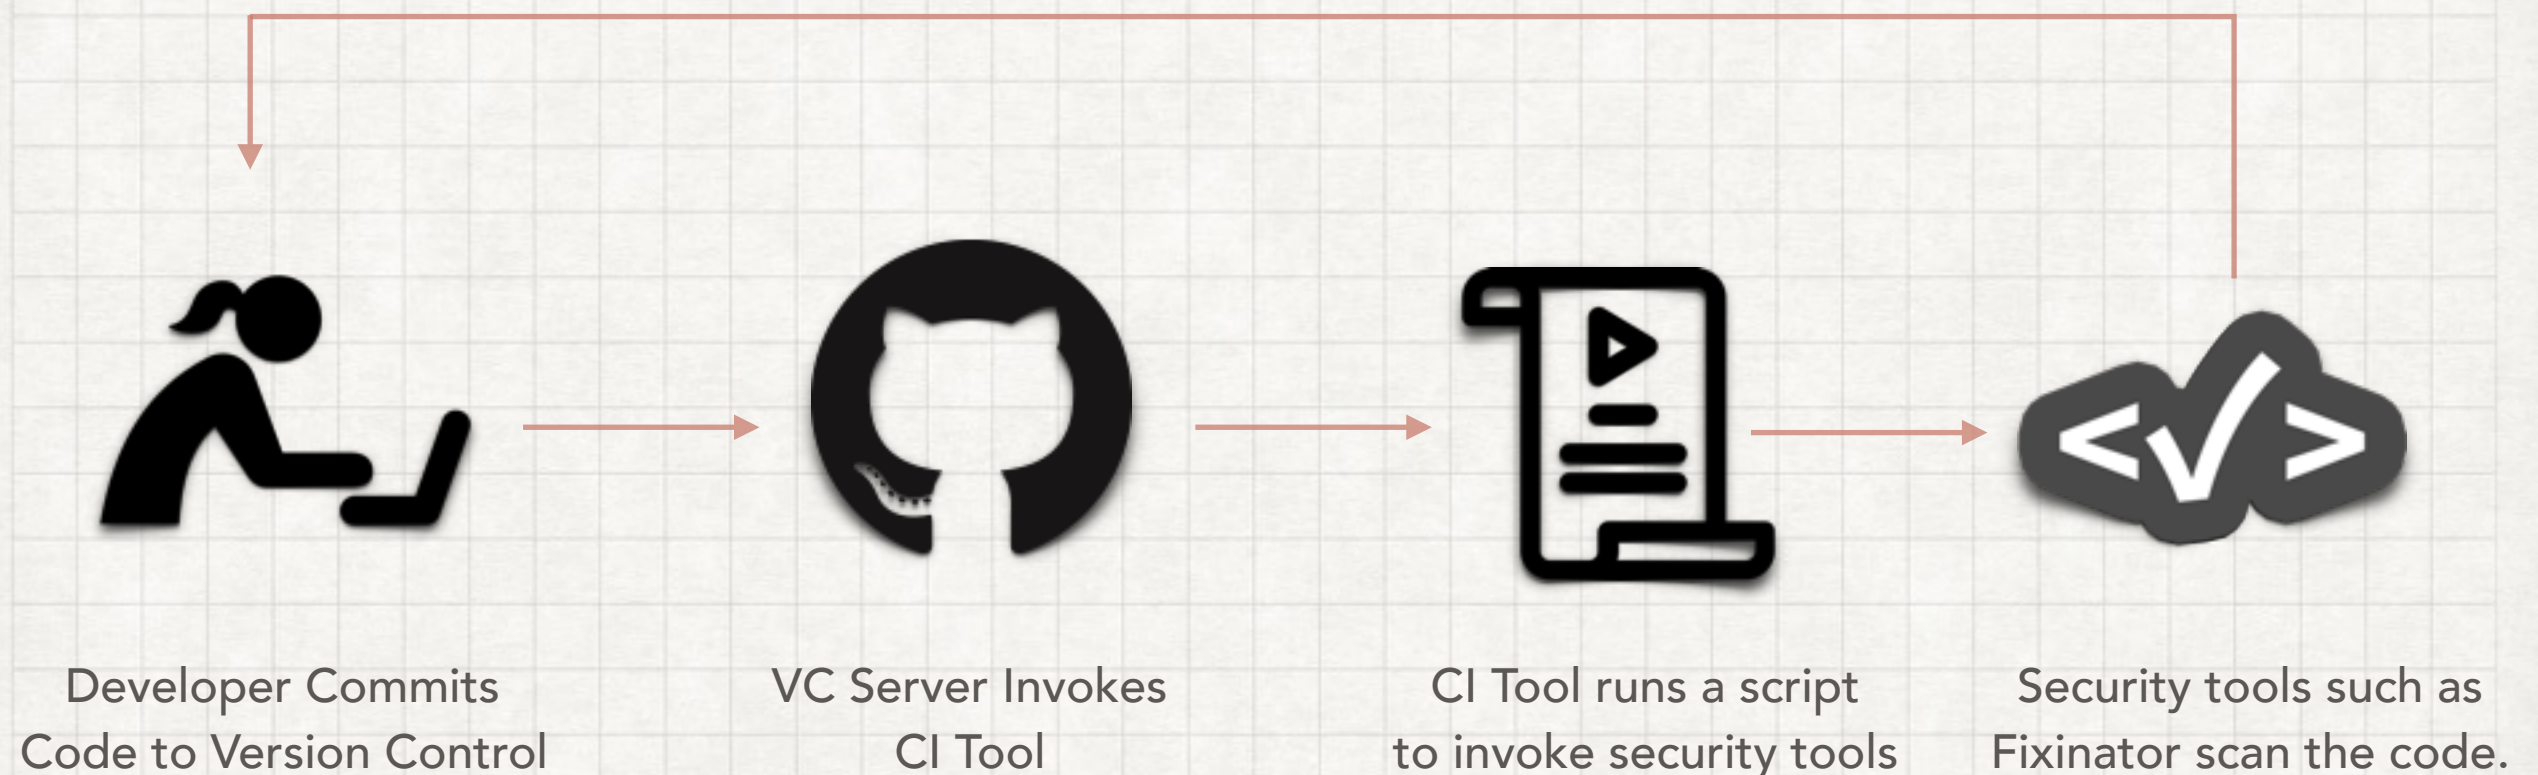 Developer Commits
Code to Version Control
VC Server Invokes
CI Tool
CI Tool runs a script
to invoke security tools
Security tools such as
Fixinator scan the code.